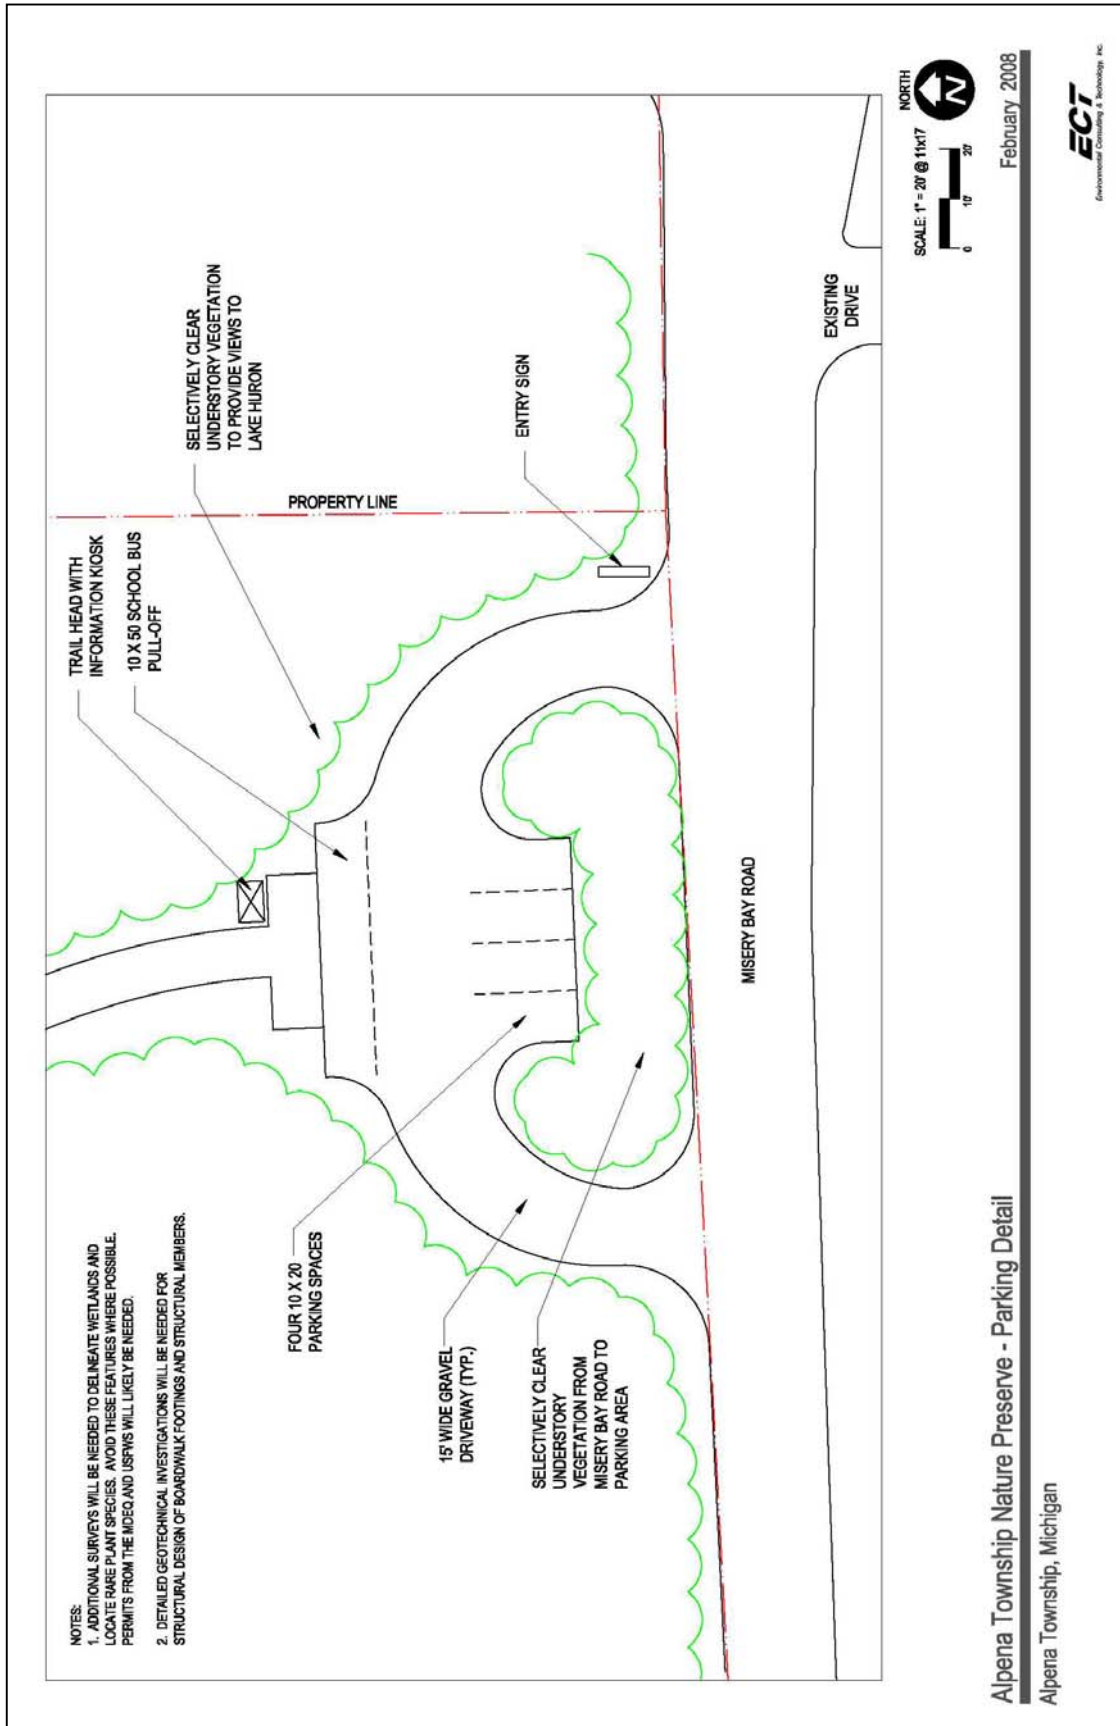 NOTES:
1. ADDITIONAL SURVEYS WILL BE NEEDED TO DELINEATE WETLANDS AND
LOCATE RARE PLANT SPECIES. AVOID THESE FEATURES WHERE POSSIBLE.
PERMITS FROM THE MDEQ AND USFWS WILL LIKELY BE NEEDED.
2. DETAILED GEOTECHNICAL INVESTIGATIONS WILL BE NEEDED FOR
STRUCTURAL DESIGN OF BOARDWALK FOOTINGS AND STRUCTURAL MEMBERS.
TRAIL HEAD WITH
INFORMATION KIOSK
10 X 50 SCHOOL BUS
PULL-OFF
SELECTIVELY CLEAR
UNDERSTORY VEGETATION
TO PROVIDE VIEWS TO
LAKE HURON
PROPERTY LINE
FOUR 10 X 20
PARKING SPACES
15' WIDE GRAVEL
DRIVEWAY (TYP.)
SELECTIVELY CLEAR
UNDERSTORY
VEGETATION FROM
MISERY BAY ROAD TO
PARKING AREA
ENTRY SIGN
MISERY BAY ROAD
EXISTING
DRIVE
NORTH
N
SCALE: 1" = 20' @ 11x17
0 10' 20'
Alpena Township Nature Preserve - Parking Detail
February 2008
Alpena Township, Michigan
ECT
Environmental Consulting & Technology, Inc.